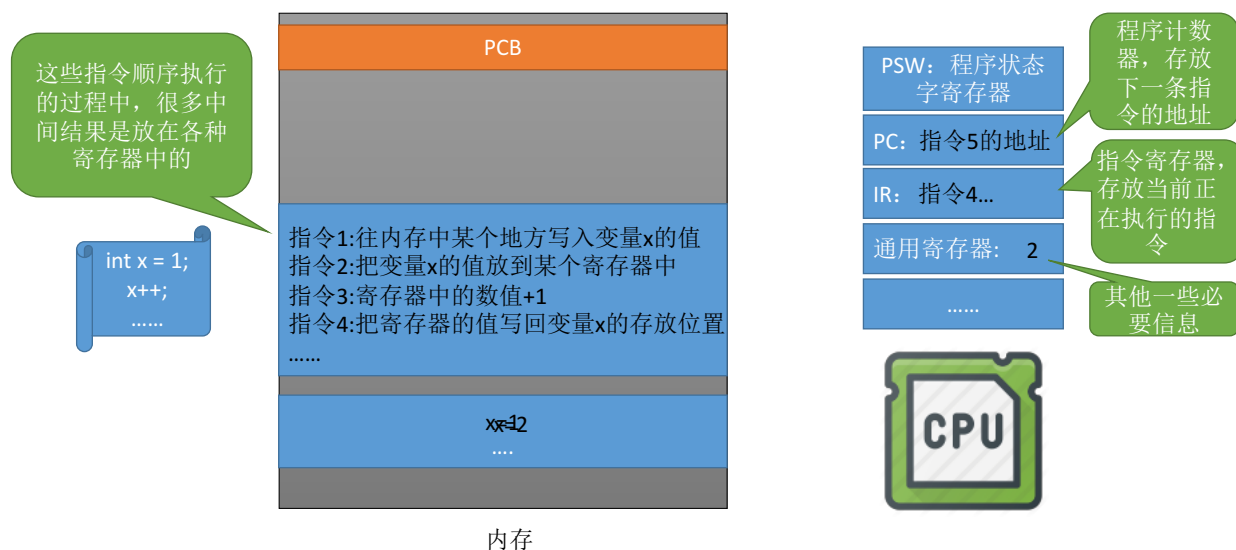 这些指令顺序执行
的过程中，很多中
间结果是放在各种
寄存器中的
int x = 1;
x++;
……
PCB
指令1:往内存中某个地方写入变量x的值
指令2:把变量x的值放到某个寄存器中
指令3:寄存器中的数值+1
指令4:把寄存器的值写回变量x的存放位置
……
x=1
x=2
....
内存
PSW：程序状态
字寄存器
PC：指令5的地址
IR：指令4…
通用寄存器: 2
……
程序计数
器，存放
下一条指
令的地址
指令寄存器，
存放当前正
在执行的指
令
其他一些必
要信息
CPU